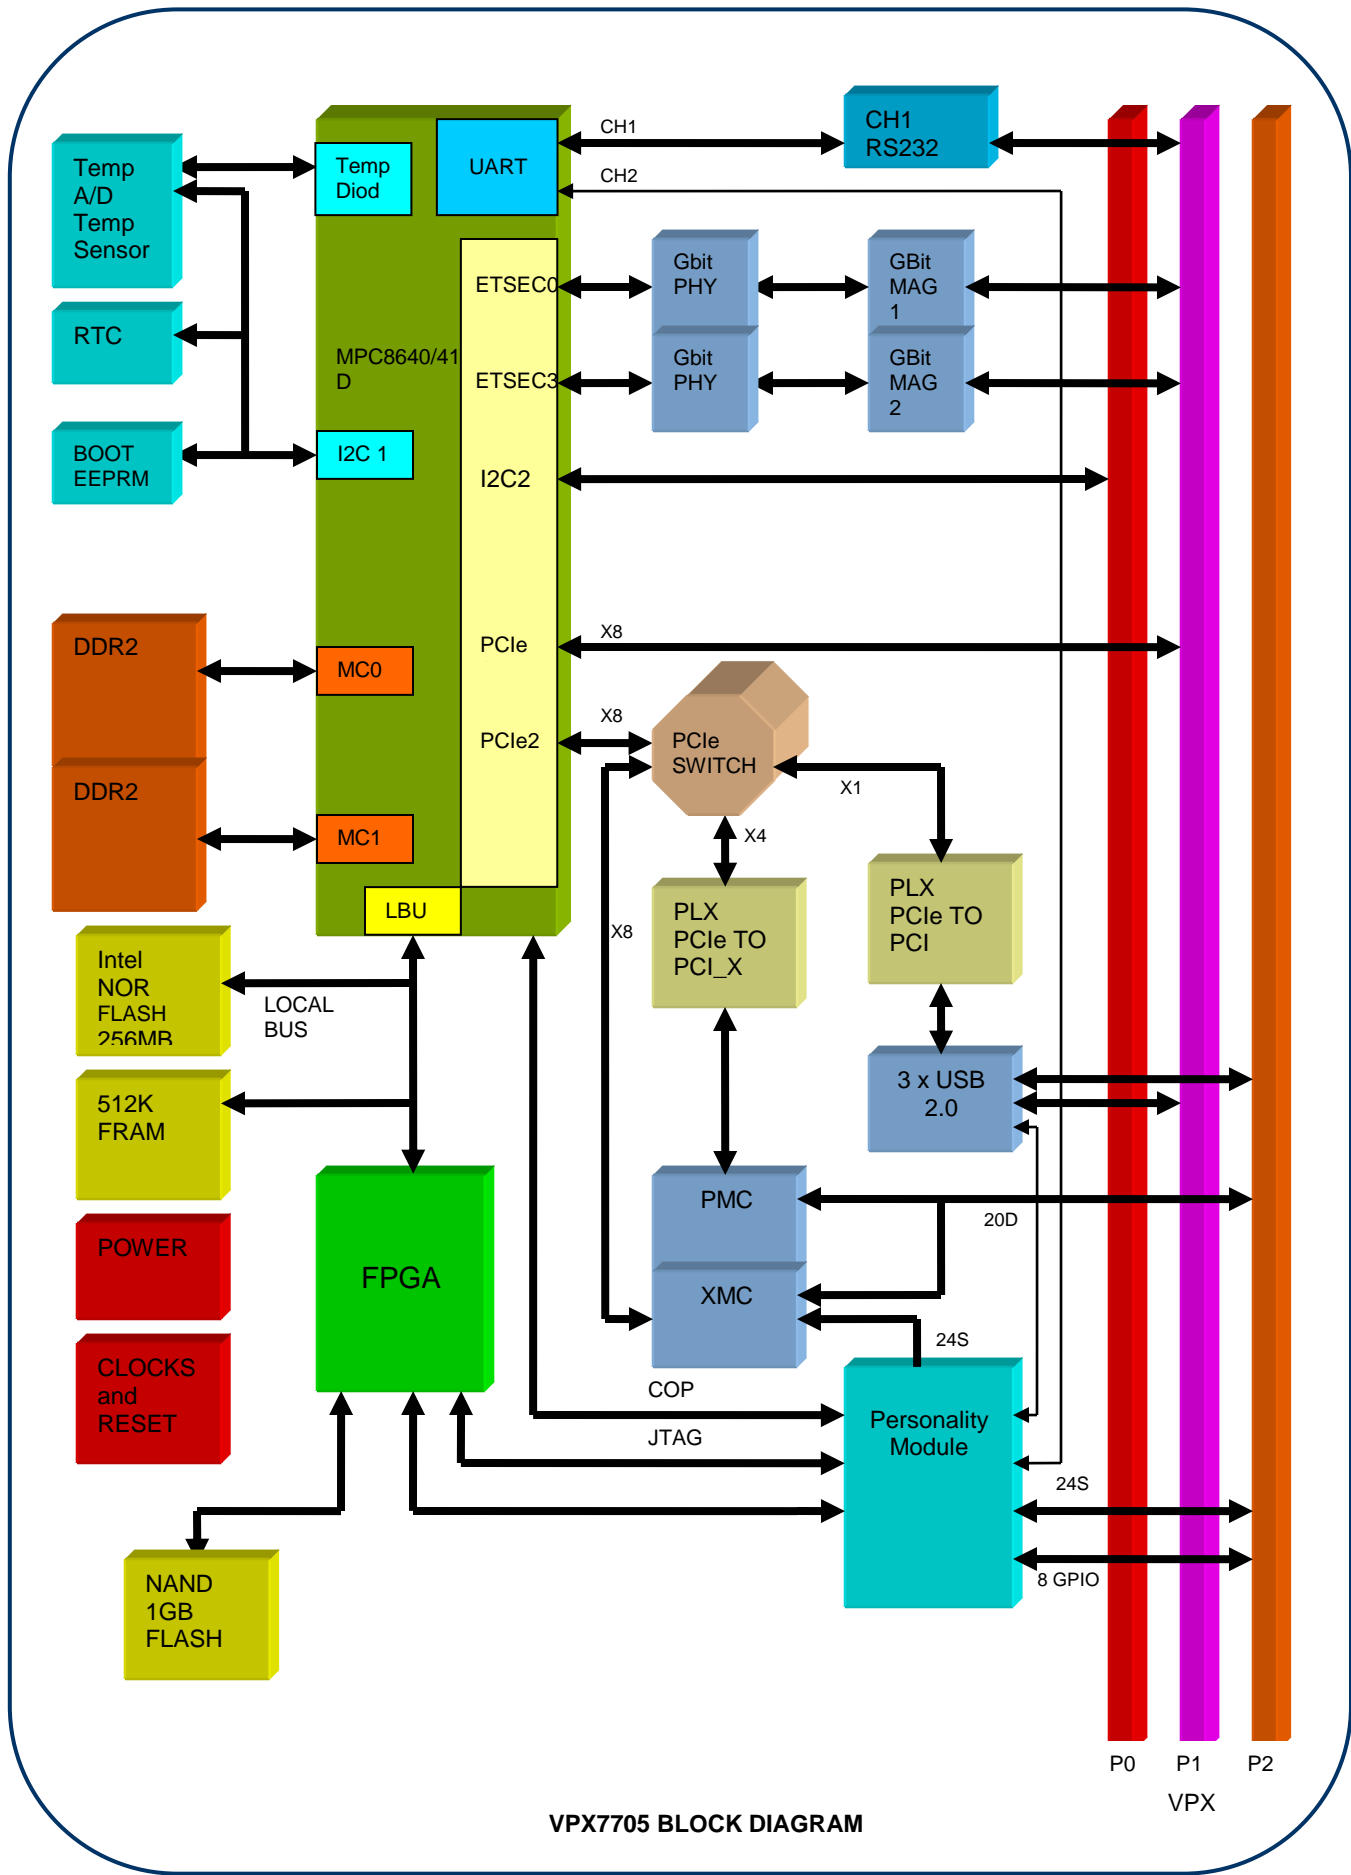 CH1
CH1
RS232
Temp
A/D
Temp
Sensor
Temp
Diod
UART
CH2
Gbit
PHY
GBit
MAG
1
ETSEC0
RTC
MPC8640/41
D
ETSEC3
Gbit
PHY
GBit
MAG
2
BOOT
EEPRM
I2C 1
I2C2
DDR2
MC0
PCIe
X8
X8
PCIe2
PCIe
SWITCH
X1
DDR2
MC1
X4
LBU
PLX
PCIe TO
PCI_X
PLX
PCIe TO
PCI
X8
Intel
NOR
FLASH
256MB
LOCAL
BUS
3 x USB
2.0
512K
FRAM
PMC
20D
POWER
FPGA
XMC
24S
CLOCKS
and
RESET
COP
JTAG
Personality
Module
24S
8 GPIO
NAND
1GB
FLASH
P0
P1
P2
VPX
VPX7705 BLOCK DIAGRAM